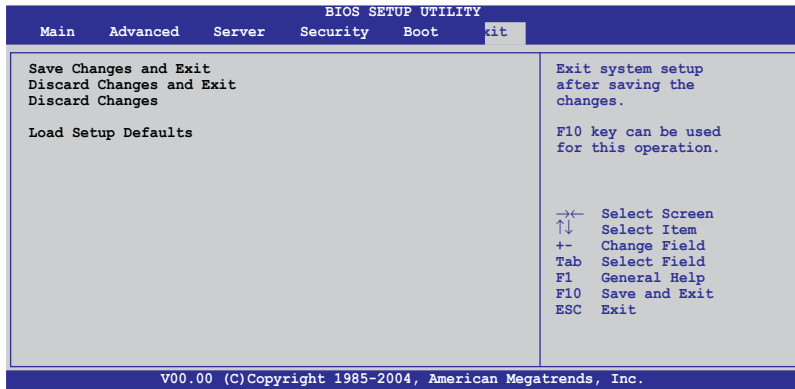 BIOS SETUP UTILITY
Main Advanced Server Security Boot xit
Save Changes and Exit
Discard Changes and Exit
Discard Changes
Load Setup Defaults
Exit system setup
after saving the
changes.
F10 key can be used
for this operation.
→← Select Screen
↑↓ Select Item
+- Change Field
Tab Select Field
F1 General Help
F10 Save and Exit
ESC Exit
V00.00 (C)Copyright 1985-2004, American Megatrends, Inc.